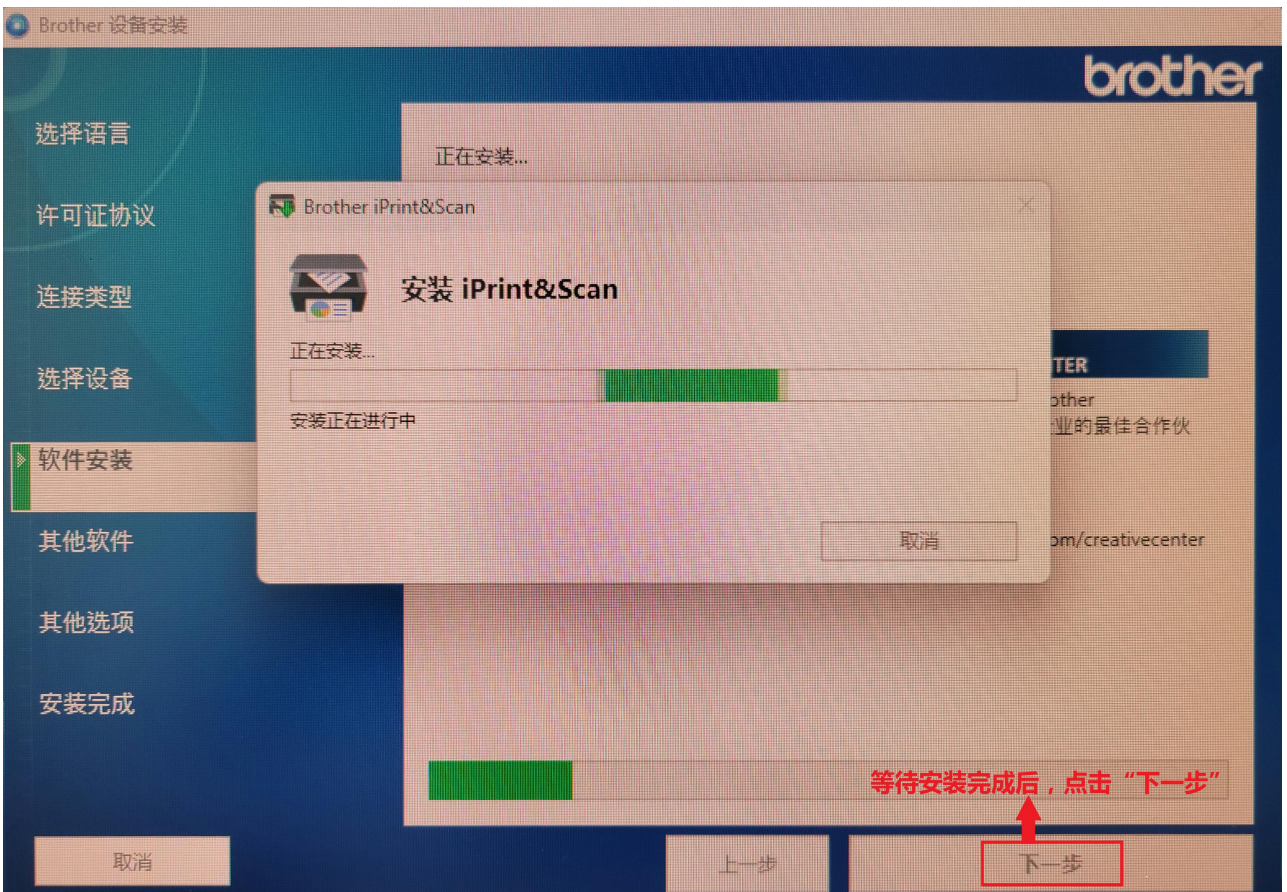 Brother 设备安装
brother
选择语言
许可证协议
连接类型
选择设备
软件安装
其他软件
其他选项
安装完成
正在安装...
Brother iPrint&Scan
安装 iPrint&Scan
正在安装...
安装正在进行中
取消
TER
other
业的最佳合作伙
om/creativecenter
等待安装完成后，点击“下一步”
取消
上一步
下一步